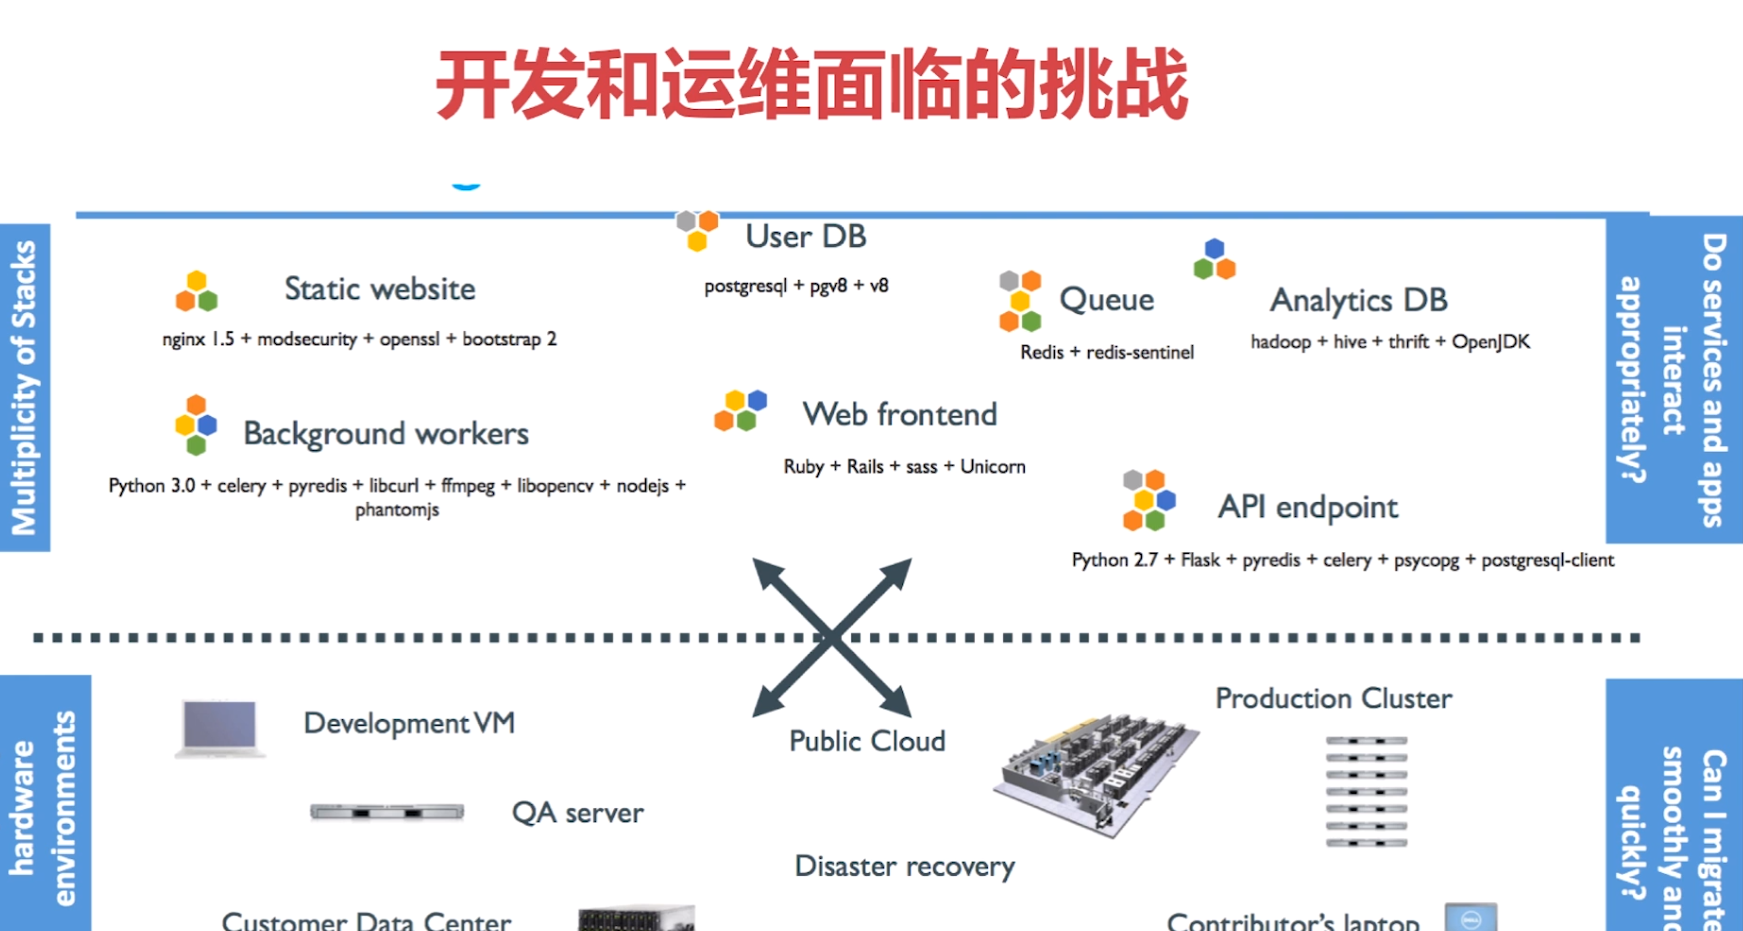 开发和运维面临的挑战
Multiplicity of Stacks
Static website
nginx 1.5 + modsecurity + openssl + bootstrap 2
User DB
postgresql + pgv8 + v8
Queue
Redis + redis-sentinel
Analytics DB
hadoop + hive + thrift + OpenJDK
Background workers
Python 3.0 + celery + pyredis + libcurl + ffmpeg + libopencv + nodejs +
phantomjs
Web frontend
Ruby + Rails + sass + Unicorn
API endpoint
Python 2.7 + Flask + pyredis + celery + psycopg + postgresql-client
Do services and apps
interact
appropriately?
hardware
environments
Development VM
QA server
Customer Data Center
Public Cloud
Disaster recovery
Production Cluster
Contributor's laptop
DELL
Can I migrate
smoothly and
quickly?